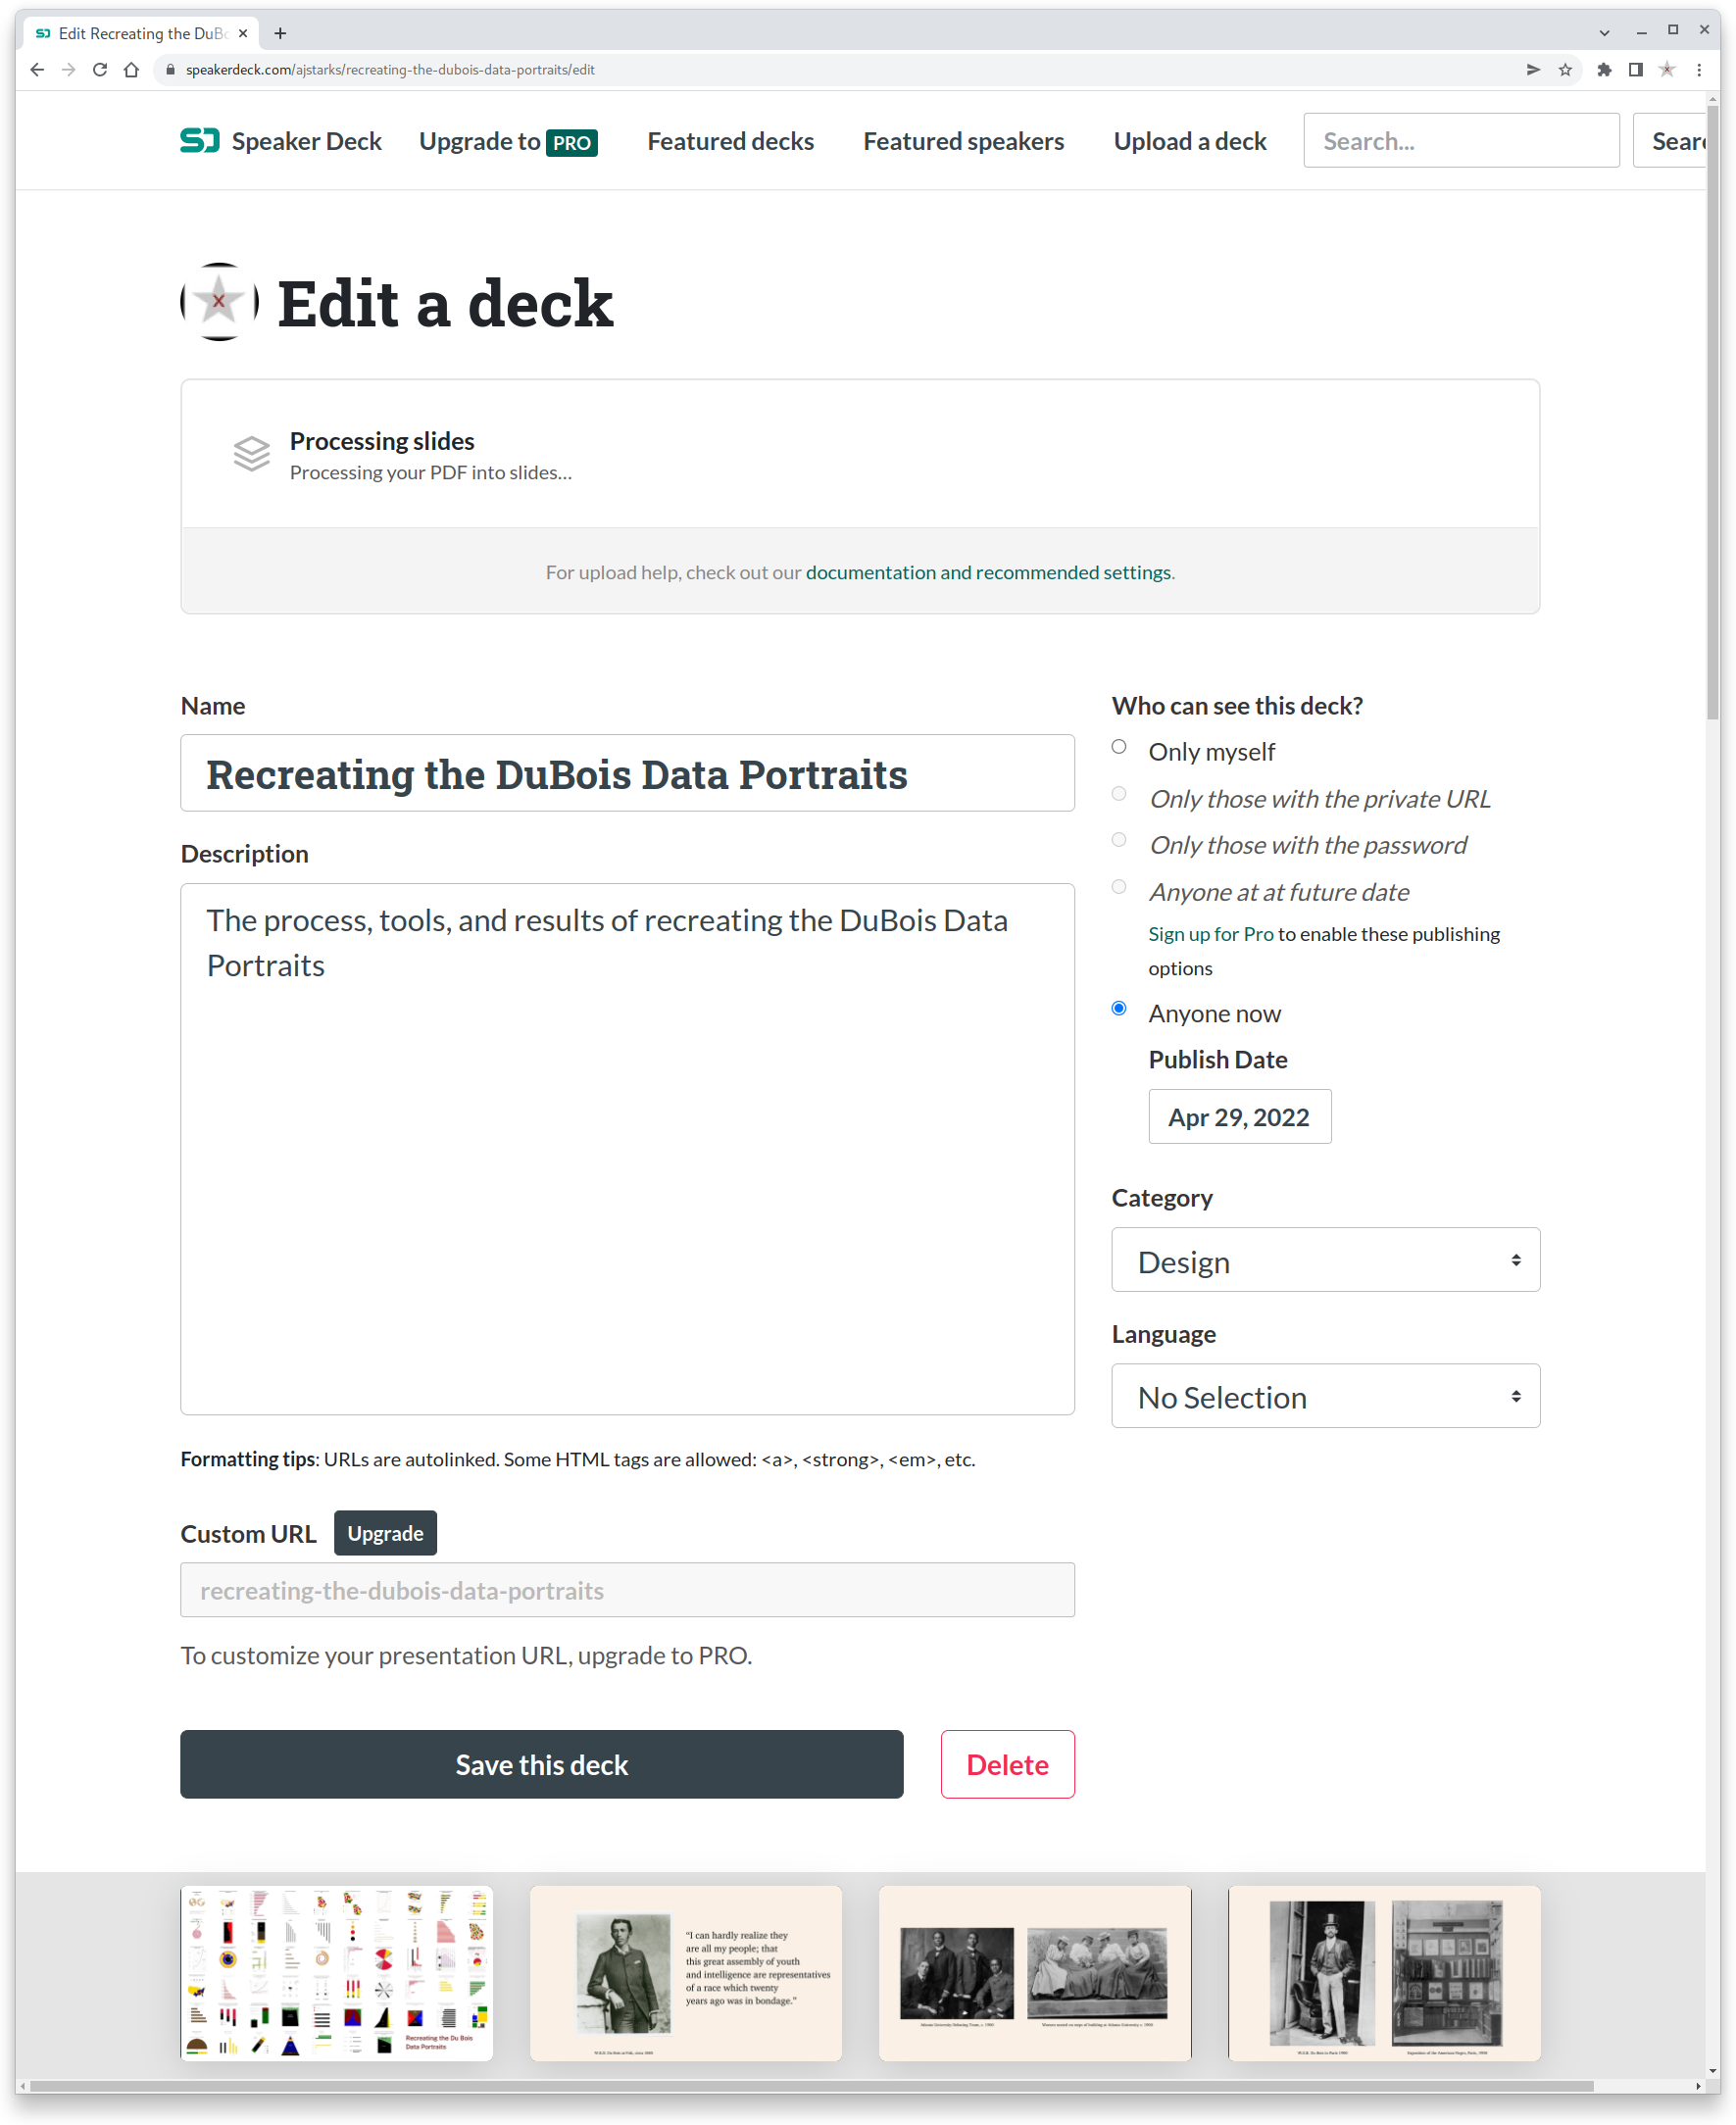 Edit Recreating the DuBo
speakerdeck.com/ajstarks/recreating-the-dubois-data-portraits/edit
Speaker Deck
Upgrade to PRO
Featured decks
Featured speakers
Upload a deck
Search...
Sear
Edit a deck
Processing slides
Processing your PDF into slides...
For upload help, check out our documentation and recommended settings.
Name
Recreating the DuBois Data Portraits
Description
The process, tools, and results of recreating the DuBois Data
Portraits
Formatting tips: URLs are autolinked. Some HTML tags are allowed: <a>, <strong>, <em>, etc.
Custom URL
Upgrade
recreating-the-dubois-data-portraits
To customize your presentation URL, upgrade to PRO.
Save this deck
Delete
Who can see this deck?
Only myself
Only those with the private URL
Only those with the password
Anyone at at future date
Sign up for Pro to enable these publishing
options
Anyone now
Publish Date
Apr 29, 2022
Category
Design
Language
No Selection
Recreating the Du Bois
Data Portraits
"I can hardly realize they
are all my people; that
this great assembly of youth
and intelligence are representatives
of a race which twenty
years ago was in bondage."